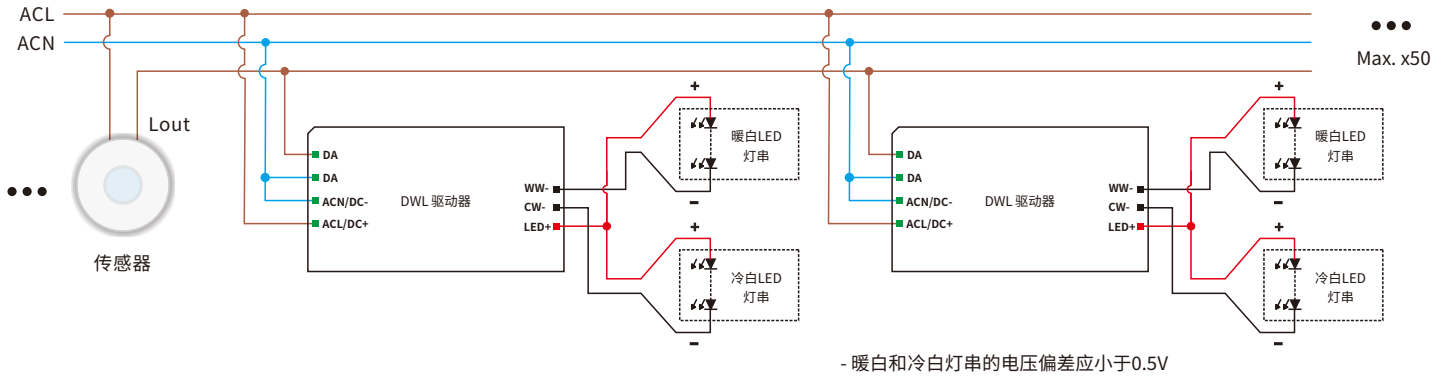 ACL
ACN
Max. x50
Lout
传感器
DA
DA
ACN/DC-
ACL/DC+
DWL 驱动器
WW-
CW-
LED+
+
暖白LED
灯串
-
+
冷白LED
灯串
-
DA
DA
ACN/DC-
ACL/DC+
DWL 驱动器
WW-
CW-
LED+
+
暖白LED
灯串
-
+
冷白LED
灯串
-
- 暖白和冷白灯串的电压偏差应小于0.5V